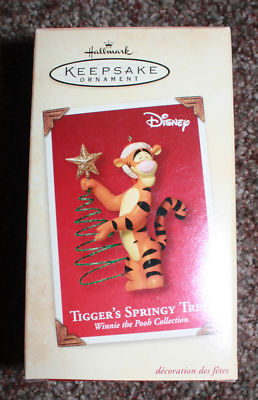 Hallmark
KEEPSAKE
ORNAMENT
Disney
TIGGER'S SPRINGY TREE
Winnie the Pooh Collection
décoration des fêtes